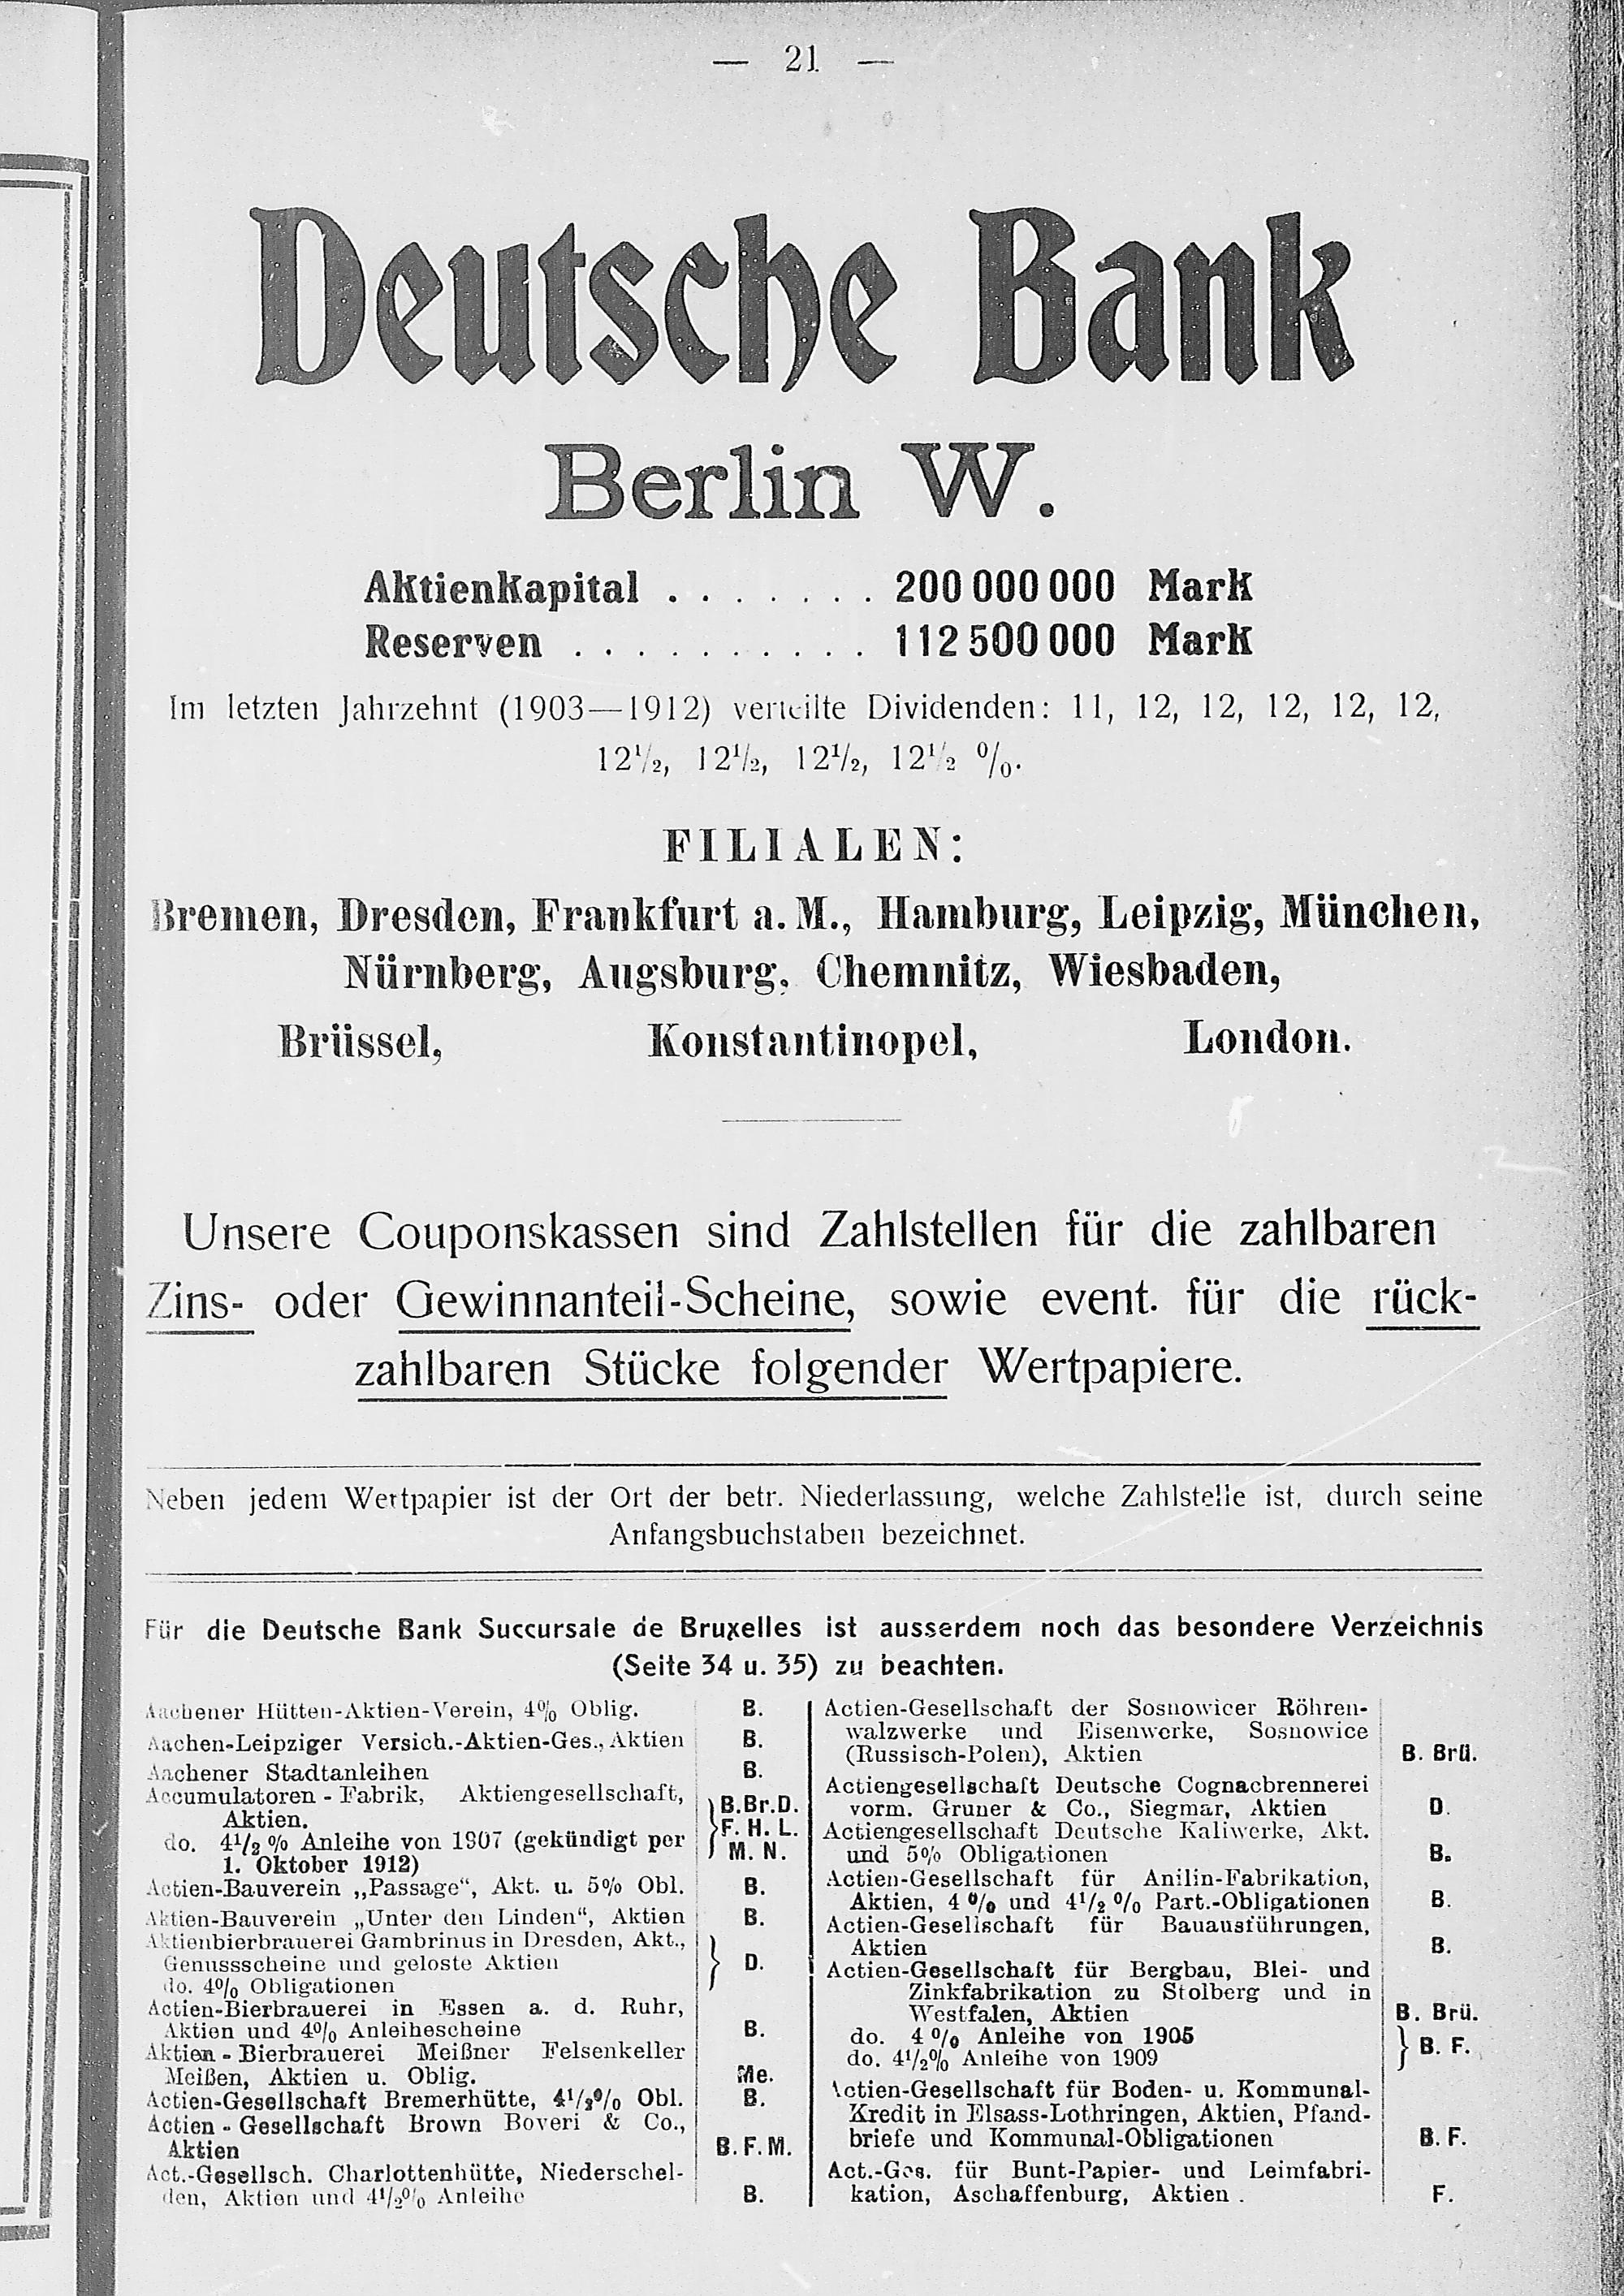 — 21 —
Deutsche Bank
Berlin W.
Aktienkapital . . . . . . . 200 000 000 Mark
Reserven . . . . . . . . . . 112 500 000 Mark
Im letzten Jahrzehnt (1903—1912) verteilte Dividenden: 11, 12, 12, 12, 12, 12,
12½, 12½, 12½, 12½ %.
FILIALEN:
Bremen, Dresden, Frankfurt a. M., Hamburg, Leipzig, München,
Nürnberg, Augsburg, Chemnitz, Wiesbaden,
Brüssel, Konstantinopel, London.
Unsere Couponskassen sind Zahlstellen für die zahlbaren
Zins- oder Gewinnanteil-Scheine, sowie event. für die rück-
zahlbaren Stücke folgender Wertpapiere.
Neben jedem Wertpapier ist der Ort der betr. Niederlassung, welche Zahlstelle ist, durch seine
Anfangsbuchstaben bezeichnet.
Für die Deutsche Bank Succursale de Bruxelles ist ausserdem noch das besondere Verzeichnis
(Seite 34 u. 35) zu beachten.
Aachener Hütten-Aktien-Verein, 4% Oblig. B.
Aachen-Leipziger Versich.-Aktien-Ges., Aktien B.
Aachener Stadtanleihen B.
Accumulatoren-Fabrik, Aktiengesellschaft, B.Br.D.
Aktien. F. H. L.
do. 4½ % Anleihe von 1907 (gekündigt per M. N.
1. Oktober 1912)
Actien-Bauverein „Passage“, Akt. u. 5% Obl. B.
Aktien-Bauverein „Unter den Linden“, Aktien B.
Aktienbierbrauerei Gambrinus in Dresden, Akt.,
Genussscheine und geloste Aktien } D.
do. 4% Obligationen
Actien-Bierbrauerei in Essen a. d. Ruhr,
Aktien und 4% Anleihescheine B.
Aktien-Bierbrauerei Meißner Felsenkeller
Meißen, Aktien u. Oblig. Me.
Actien-Gesellschaft Bremerhütte, 4½% Obl. B.
Actien-Gesellschaft Brown Boveri & Co.,
Aktien B. F. M.
Act.-Gesellsch. Charlottenhütte, Niederschel-
den, Aktien und 4½% Anleihe B.
Actien-Gesellschaft der Sosnowicer Röhren-
walzwerke und Eisenwerke, Sosnowice
(Russisch-Polen), Aktien B. Brü.
Actiengesellschaft Deutsche Cognacbrennerei
vorm. Gruner & Co., Siegmar, Aktien D.
Actiengesellschaft Deutsche Kaliwerke, Akt.
und 5% Obligationen B.
Actien-Gesellschaft für Anilin-Fabrikation,
Aktien, 4 % und 4½ % Part.-Obligationen B.
Actien-Gesellschaft für Bauausführungen,
Aktien B.
Actien-Gesellschaft für Bergbau, Blei- und
Zinkfabrikation zu Stolberg und in
Westfalen, Aktien B. Brü.
do. 4 % Anleihe von 1905
do. 4½% Anleihe von 1909 } B. F.
Actien-Gesellschaft für Boden- u. Kommunal-
Kredit in Elsass-Lothringen, Aktien, Pfand-
briefe und Kommunal-Obligationen B. F.
Act.-Ges. für Bunt-Papier- und Leimfabri-
kation, Aschaffenburg, Aktien . F.